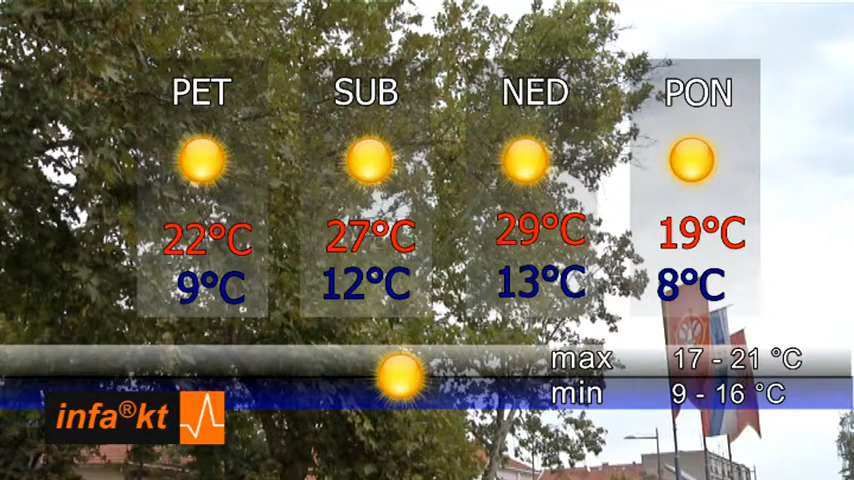 PET SUB NED PON
22°C 27°C 29°C 19°C
9°C 12°C 13°C 8°C
max 17 - 21 °C
min 9 - 16 °C
infa®kt